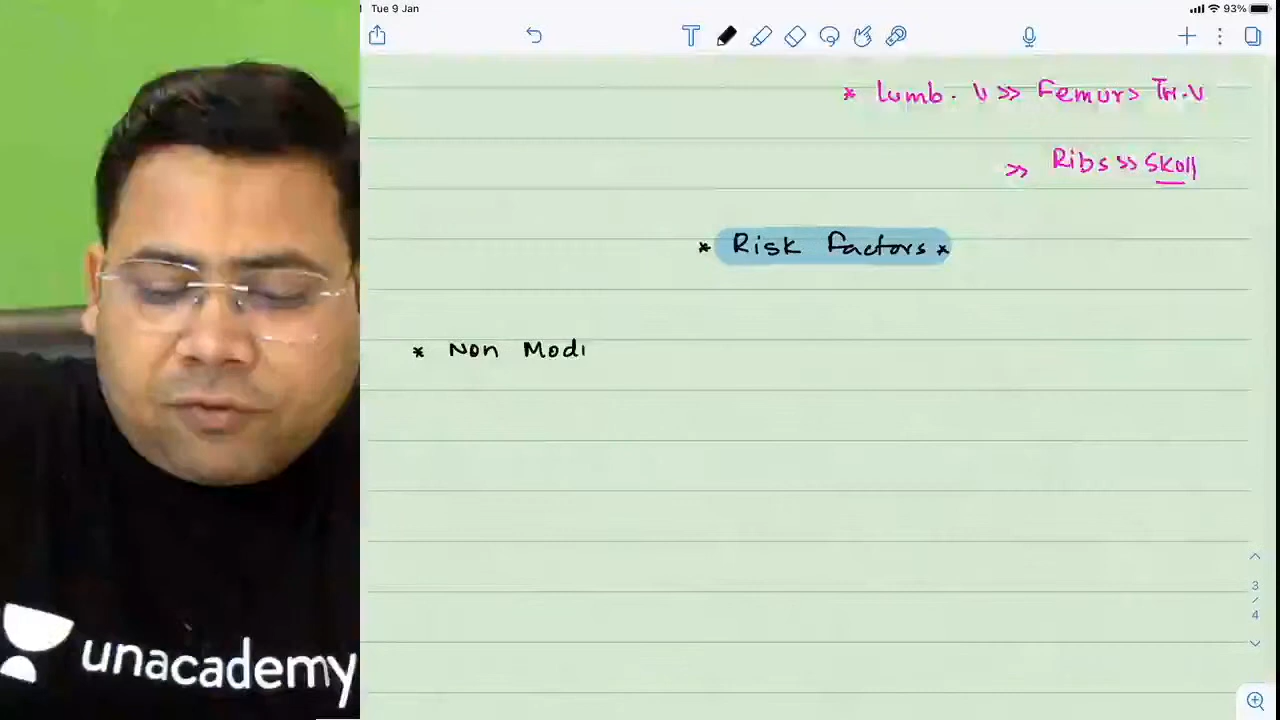 Tue 9 Jan
93%
* Lumb. V >> Femur > TH.V
>> Ribs >> Skull
* Risk Factors *
* Non Modi
3
4
unacademy